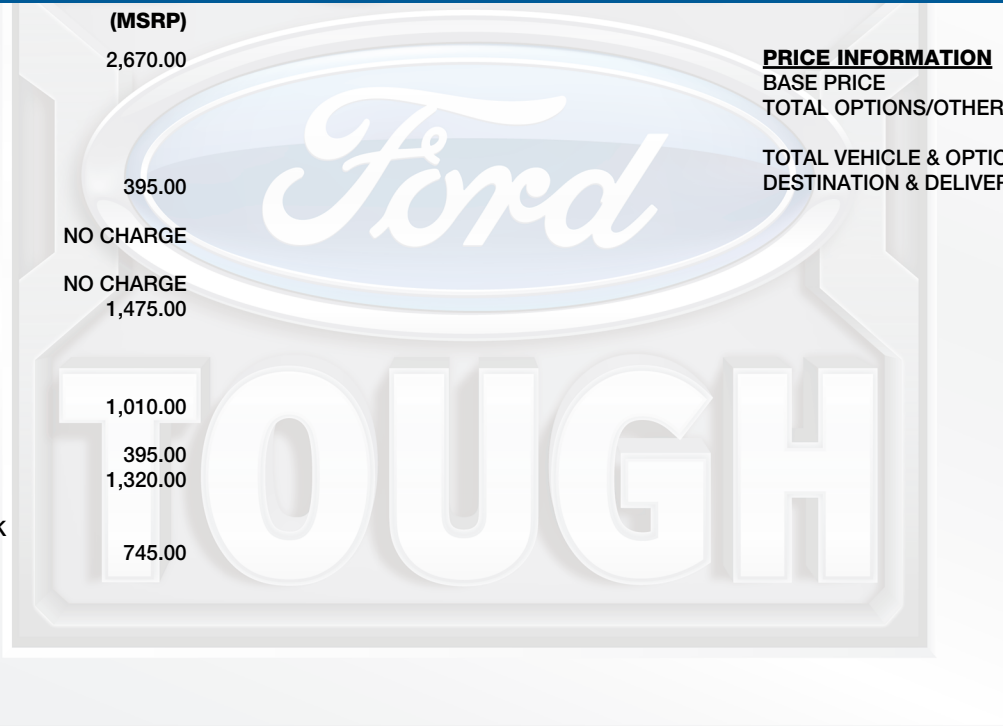 (MSRP)
2,670.00
395.00
NO CHARGE
NO CHARGE
1,475.00
1,010.00
395.00
1,320.00
745.00
PRICE INFORMATION
BASE PRICE
TOTAL OPTIONS/OTHER
TOTAL VEHICLE & OPTIO
DESTINATION & DELIVER
Ford
TOUGH